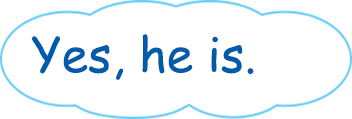 Yes, he is.